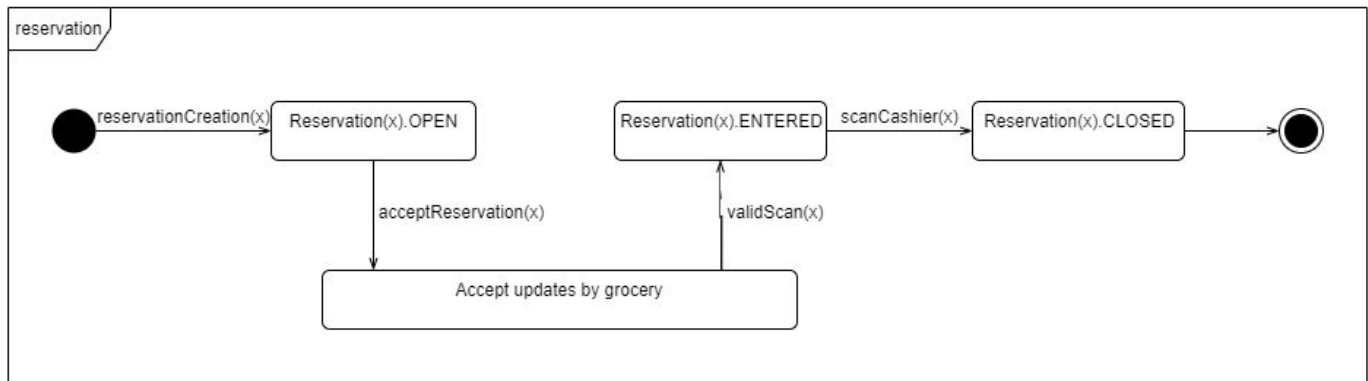 reservation
reservationCreation(x)
Reservation(x).OPEN
Reservation(x).ENTERED
scanCashier(x)
Reservation(x).CLOSED
acceptReservation(x)
validScan(x)
Accept updates by grocery